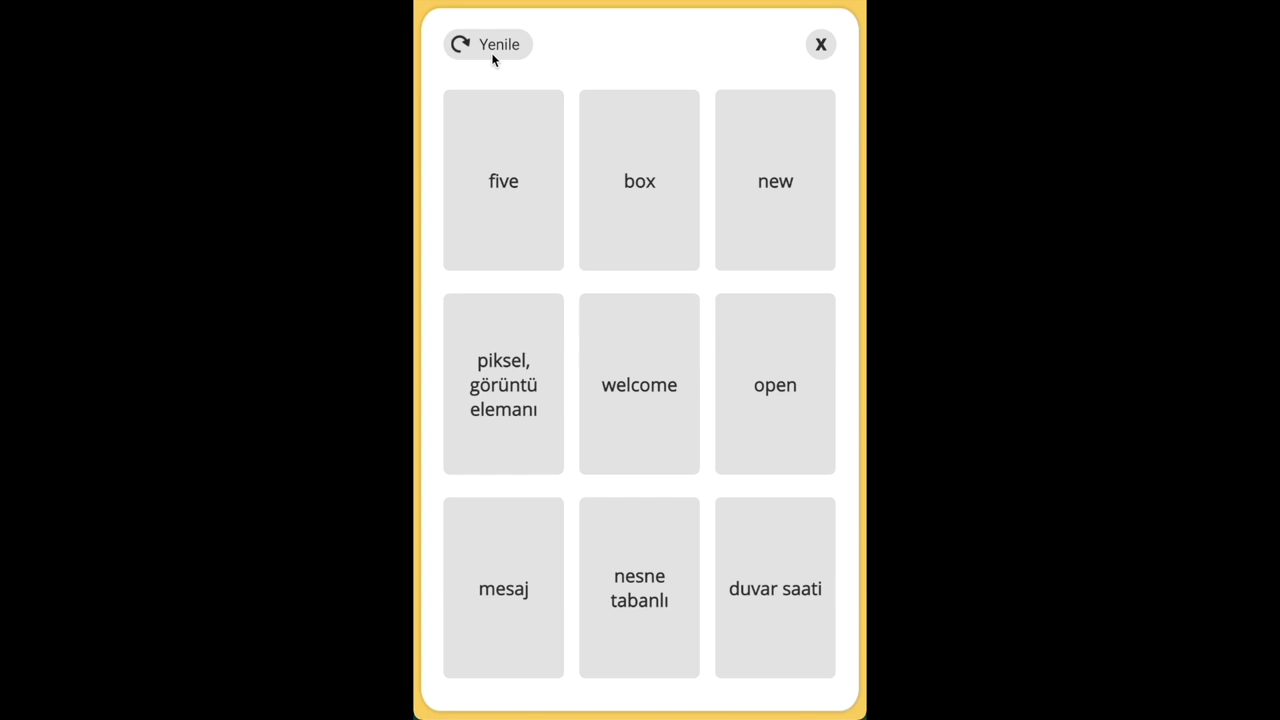 Yenile
X
five
box
new
piksel,
görüntü
elemanı
welcome
open
mesaj
nesne
tabanlı
duvar saati